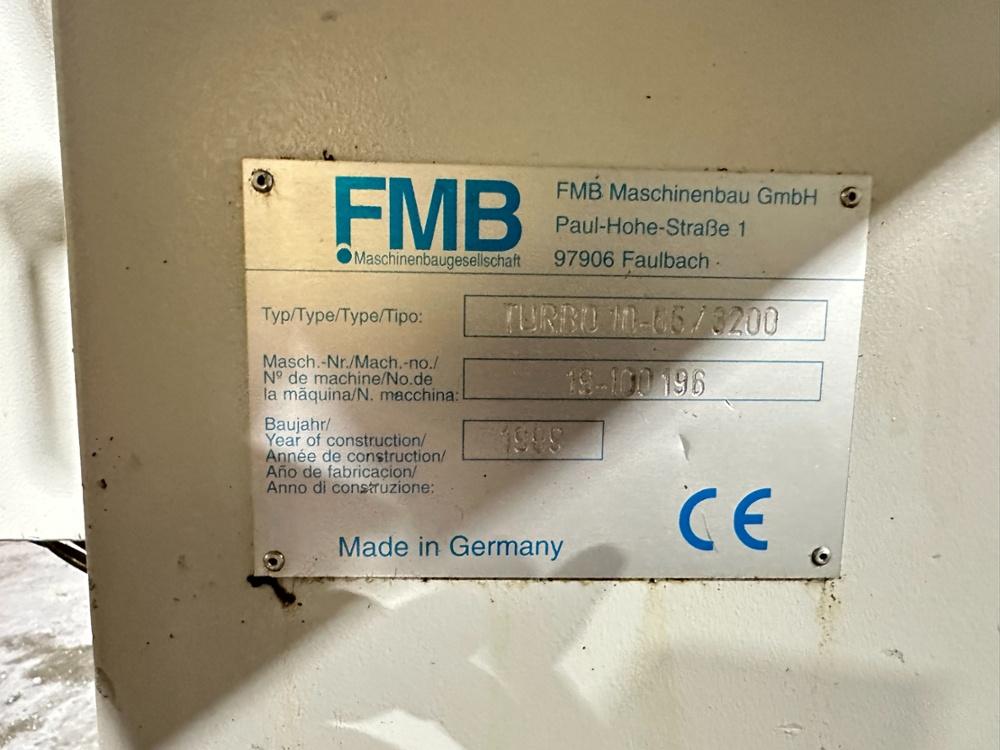 FMB
Maschinenbaugesellschaft
FMB Maschinenbau GmbH
Paul-Hohe-Straße 1
97906 Faulbach
Typ/Type/Type/Tipo:
TURBO
Masch.-Nr./Mach.-no./
Nº de machine/No.de
la mãquina/N. macchina:
19-100 196
Baujahr/
Year of construction/
Année de construction/
Año de fabricacion/
Anno di construzione:
Made in Germany
CE